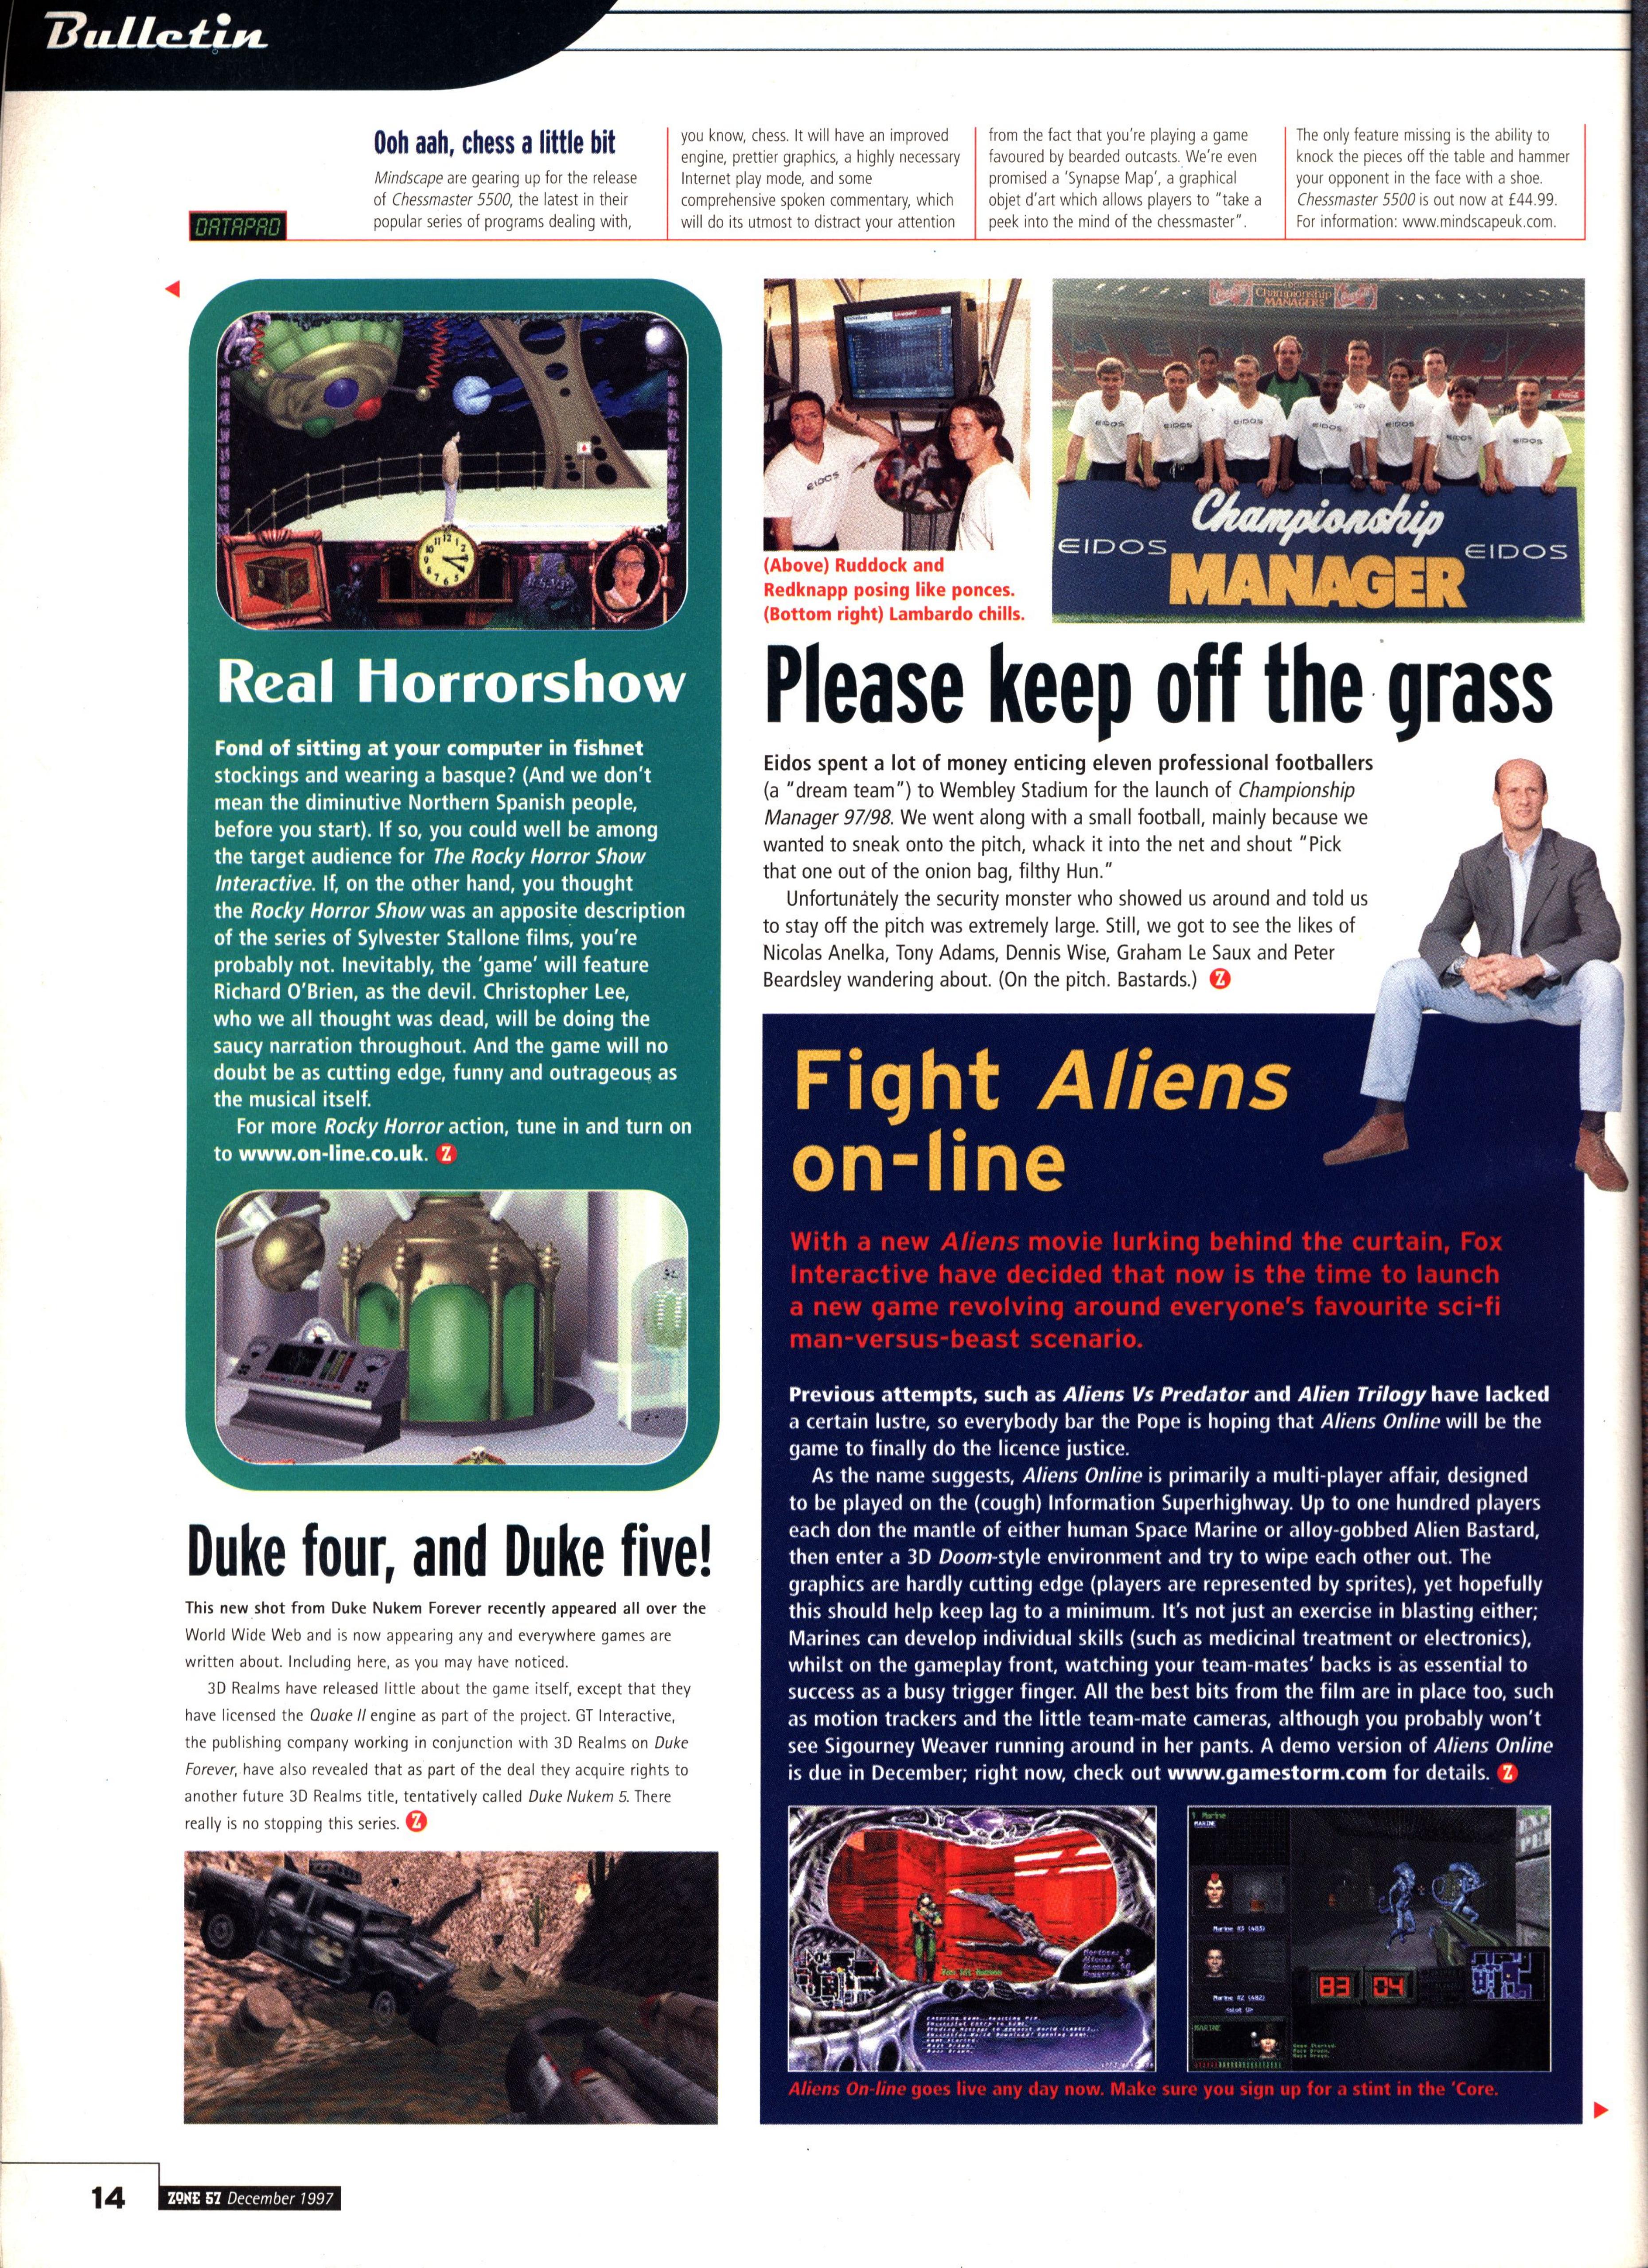 Bulletin
DATAPAD
Ooh aah, chess a little bit
Mindscape are gearing up for the release
of Chessmaster 5500, the latest in their
popular series of programs dealing with,
you know, chess. It will have an improved
engine, prettier graphics, a highly necessary
Internet play mode, and some
comprehensive spoken commentary, which
will do its utmost to distract your attention
from the fact that you're playing a game
favoured by bearded outcasts. We're even
promised a 'Synapse Map', a graphical
objet d'art which allows players to "take a
peek into the mind of the chessmaster".
The only feature missing is the ability to
knock the pieces off the table and hammer
your opponent in the face with a shoe.
Chessmaster 5500 is out now at £44.99.
For information: www.mindscapeuk.com.
Real Horrorshow
Fond of sitting at your computer in fishnet
stockings and wearing a basque? (And we don't
mean the diminutive Northern Spanish people,
before you start). If so, you could well be among
the target audience for The Rocky Horror Show
Interactive. If, on the other hand, you thought
the Rocky Horror Show was an apposite description
of the series of Sylvester Stallone films, you're
probably not. Inevitably, the 'game' will feature
Richard O'Brien, as the devil. Christopher Lee,
who we all thought was dead, will be doing the
saucy narration throughout. And the game will no
doubt be as cutting edge, funny and outrageous as
the musical itself.
For more Rocky Horror action, tune in and turn on
to www.on-line.co.uk. Z
Duke four, and Duke five!
This new shot from Duke Nukem Forever recently appeared all over the
World Wide Web and is now appearing any and everywhere games are
written about. Including here, as you may have noticed.
3D Realms have released little about the game itself, except that they
have licensed the Quake II engine as part of the project. GT Interactive,
the publishing company working in conjunction with 3D Realms on Duke
Forever, have also revealed that as part of the deal they acquire rights to
another future 3D Realms title, tentatively called Duke Nukem 5. There
really is no stopping this series. Z
EIDOS
(Above) Ruddock and
Redknapp posing like ponces.
(Bottom right) Lambardo chills.
Coca-Cola Championship MANAGERS Coca-Cola
EIDOS EIDOS EIDOS EIDOS EIDOS EIDOS EIDOS
Championship
EIDOS MANAGER EIDOS
Please keep off the grass
Eidos spent a lot of money enticing eleven professional footballers
(a "dream team") to Wembley Stadium for the launch of Championship
Manager 97/98. We went along with a small football, mainly because we
wanted to sneak onto the pitch, whack it into the net and shout "Pick
that one out of the onion bag, filthy Hun."
Unfortunately the security monster who showed us around and told us
to stay off the pitch was extremely large. Still, we got to see the likes of
Nicolas Anelka, Tony Adams, Dennis Wise, Graham Le Saux and Peter
Beardsley wandering about. (On the pitch. Bastards.) Z
Fight Aliens
on-line
With a new Aliens movie lurking behind the curtain, Fox
Interactive have decided that now is the time to launch
a new game revolving around everyone's favourite sci-fi
man-versus-beast scenario.
Previous attempts, such as Aliens Vs Predator and Alien Trilogy have lacked
a certain lustre, so everybody bar the Pope is hoping that Aliens Online will be the
game to finally do the licence justice.
As the name suggests, Aliens Online is primarily a multi-player affair, designed
to be played on the (cough) Information Superhighway. Up to one hundred players
each don the mantle of either human Space Marine or alloy-gobbed Alien Bastard,
then enter a 3D Doom-style environment and try to wipe each other out. The
graphics are hardly cutting edge (players are represented by sprites), yet hopefully
this should help keep lag to a minimum. It's not just an exercise in blasting either;
Marines can develop individual skills (such as medicinal treatment or electronics),
whilst on the gameplay front, watching your team-mates' backs is as essential to
success as a busy trigger finger. All the best bits from the film are in place too, such
as motion trackers and the little team-mate cameras, although you probably won't
see Sigourney Weaver running around in her pants. A demo version of Aliens Online
is due in December; right now, check out www.gamestorm.com for details. Z
You hit Human
1 Marine
MARINE
83 04
MARINE
Aliens On-line goes live any day now. Make sure you sign up for a stint in the 'Core.
14
ZONE 57 December 1997